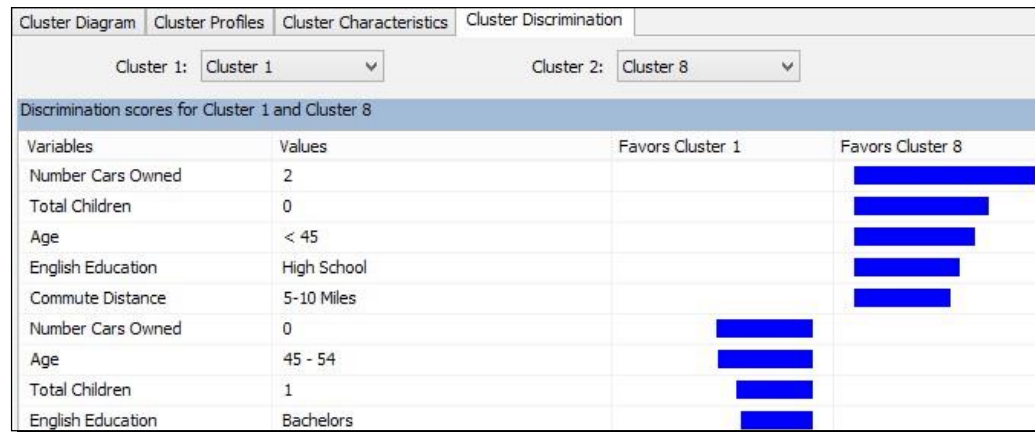 Cluster Diagram Cluster Profiles Cluster Characteristics Cluster Discrimination
Cluster 1: Cluster 1 Cluster 2: Cluster 8
Discrimination scores for Cluster 1 and Cluster 8
Variables Values Favors Cluster 1 Favors Cluster 8
Number Cars Owned 2
Total Children 0
Age < 45
English Education High School
Commute Distance 5-10 Miles
Number Cars Owned 0
Age 45 - 54
Total Children 1
English Education Bachelors